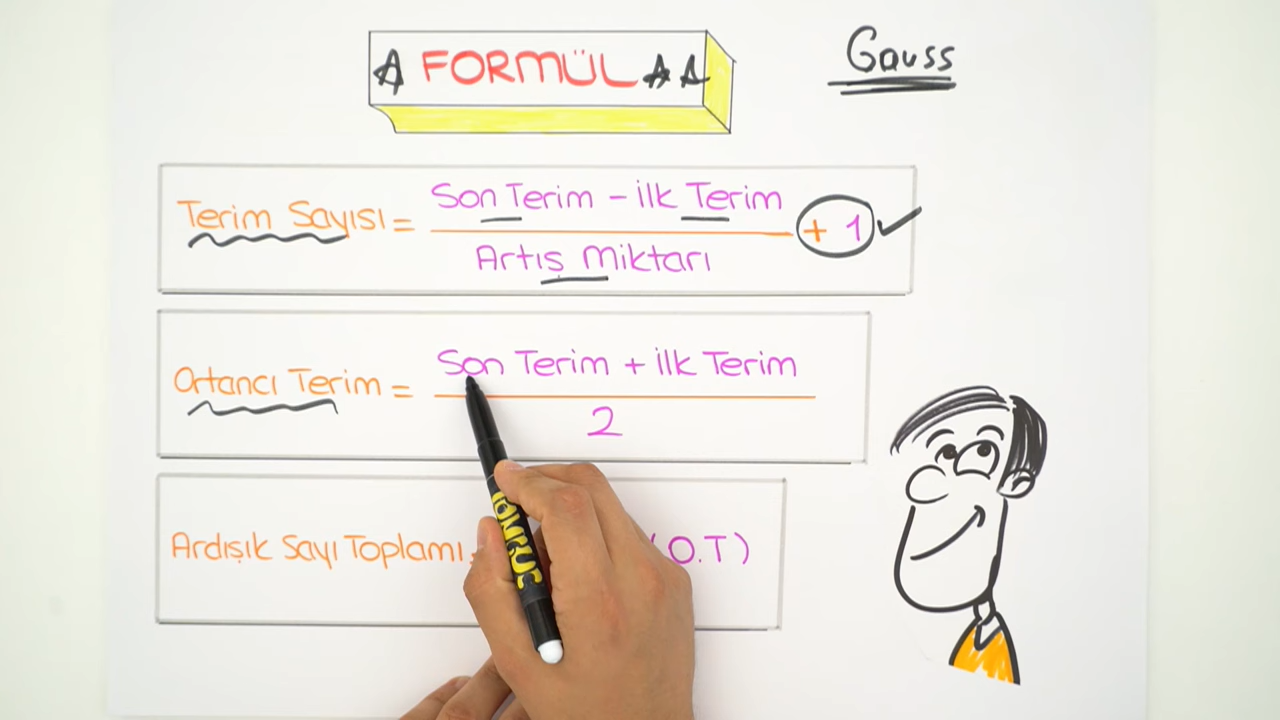 A FORMÜL AA
Gauss
Terim Sayısı = Son Terim - İlk Terim + 1
Artış Miktarı
Ortancı Terim = Son Terim + İlk Terim
2
Ardışık Sayı Toplamı (O.T)